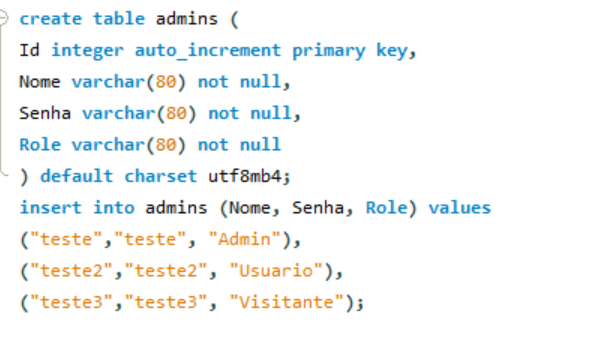 create table admins (
Id integer auto_increment primary key,
Nome varchar(80) not null,
Senha varchar(80) not null,
Role varchar(80) not null
) default charset utf8mb4;
insert into admins (Nome, Senha, Role) values
("teste","teste", "Admin"),
("teste2","teste2", "Usuario"),
("teste3","teste3", "Visitante");